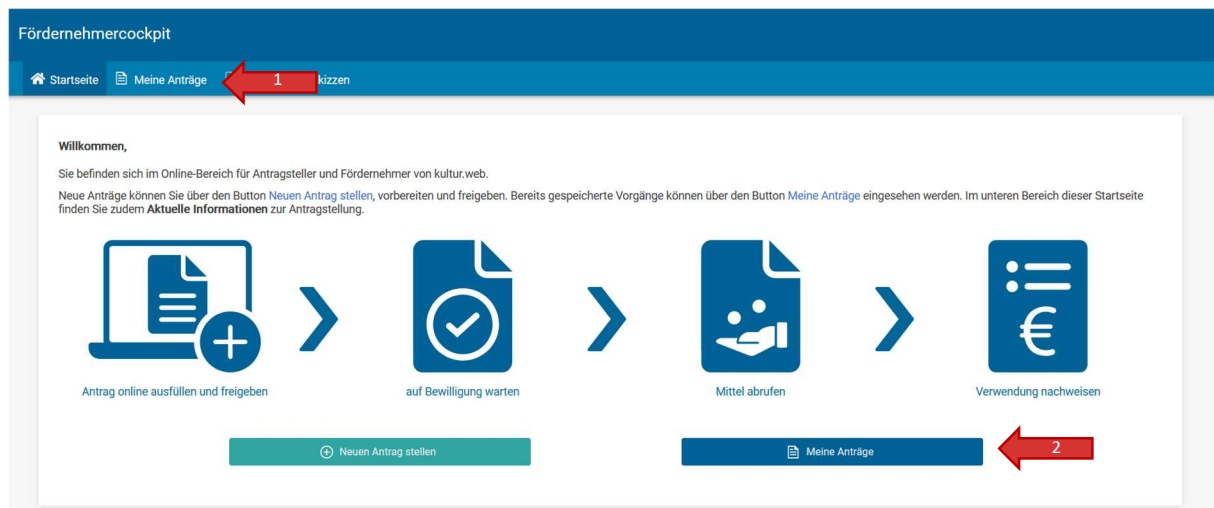 Fördernehmercockpit
Startseite Meine Anträge 1 kizzen
Willkommen,
Sie befinden sich im Online-Bereich für Antragsteller und Fördernehmer von kultur.web.
Neue Anträge können Sie über den Button Neuen Antrag stellen, vorbereiten und freigeben. Bereits gespeicherte Vorgänge können über den Button Meine Anträge eingesehen werden. Im unteren Bereich dieser Startseite
finden Sie zudem Aktuelle Informationen zur Antragstellung.
€
Antrag online ausfüllen und freigeben auf Bewilligung warten Mittel abrufen Verwendung nachweisen
Neuen Antrag stellen Meine Anträge 2